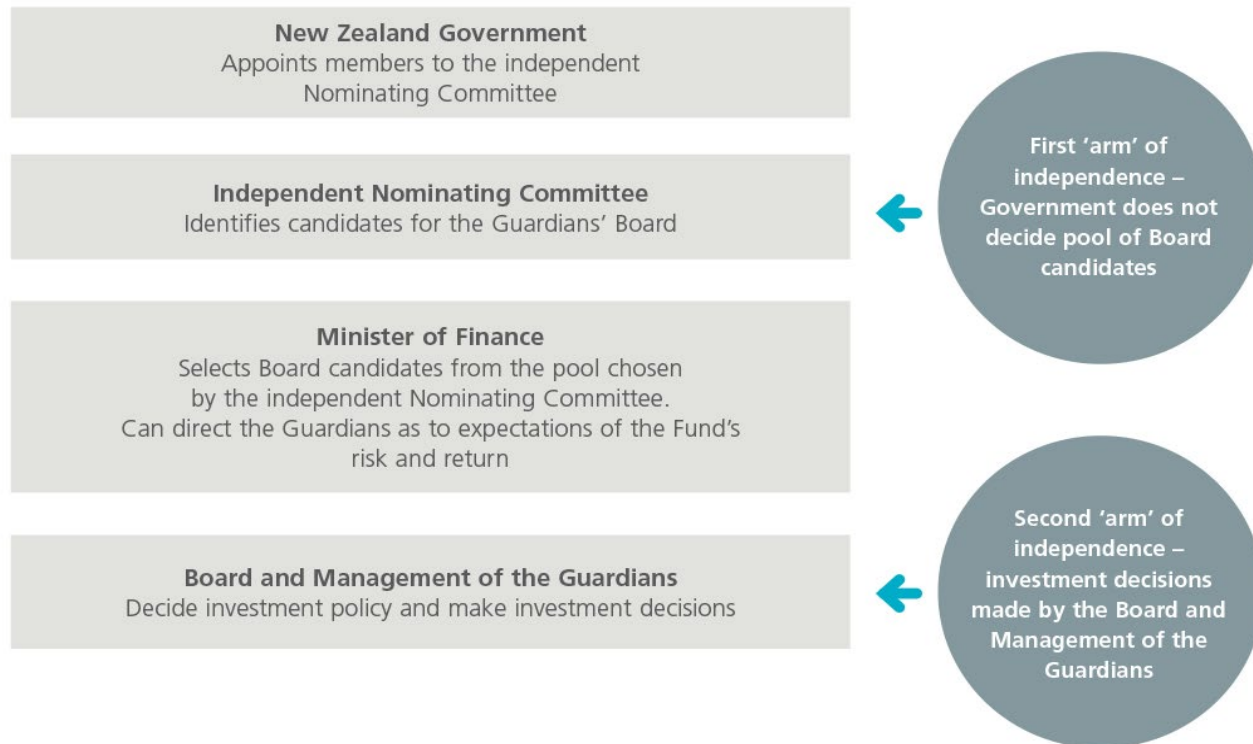 New Zealand Government
Appoints members to the independent
Nominating Committee
Independent Nominating Committee
Identifies candidates for the Guardians’ Board
First ‘arm’ of
independence –
Government does not
decide pool of Board
candidates
Minister of Finance
Selects Board candidates from the pool chosen
by the independent Nominating Committee.
Can direct the Guardians as to expectations of the Fund’s
risk and return
Board and Management of the Guardians
Decide investment policy and make investment decisions
Second ‘arm’ of
independence –
investment decisions
made by the Board and
Management of the
Guardians